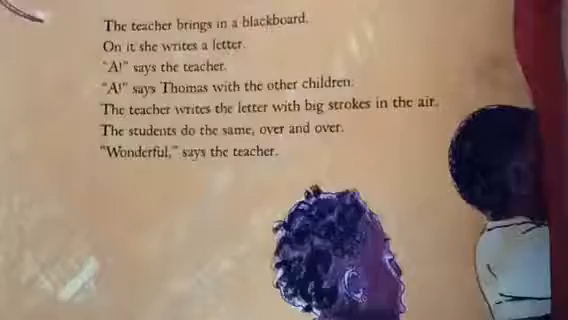 The teacher brings in a blackboard.
On it she writes a letter.
"A!" says the teacher.
"A!" says Thomas with the other children.
The teacher writes the letter with big strokes in the air.
The students do the same, over and over.
"Wonderful," says the teacher.